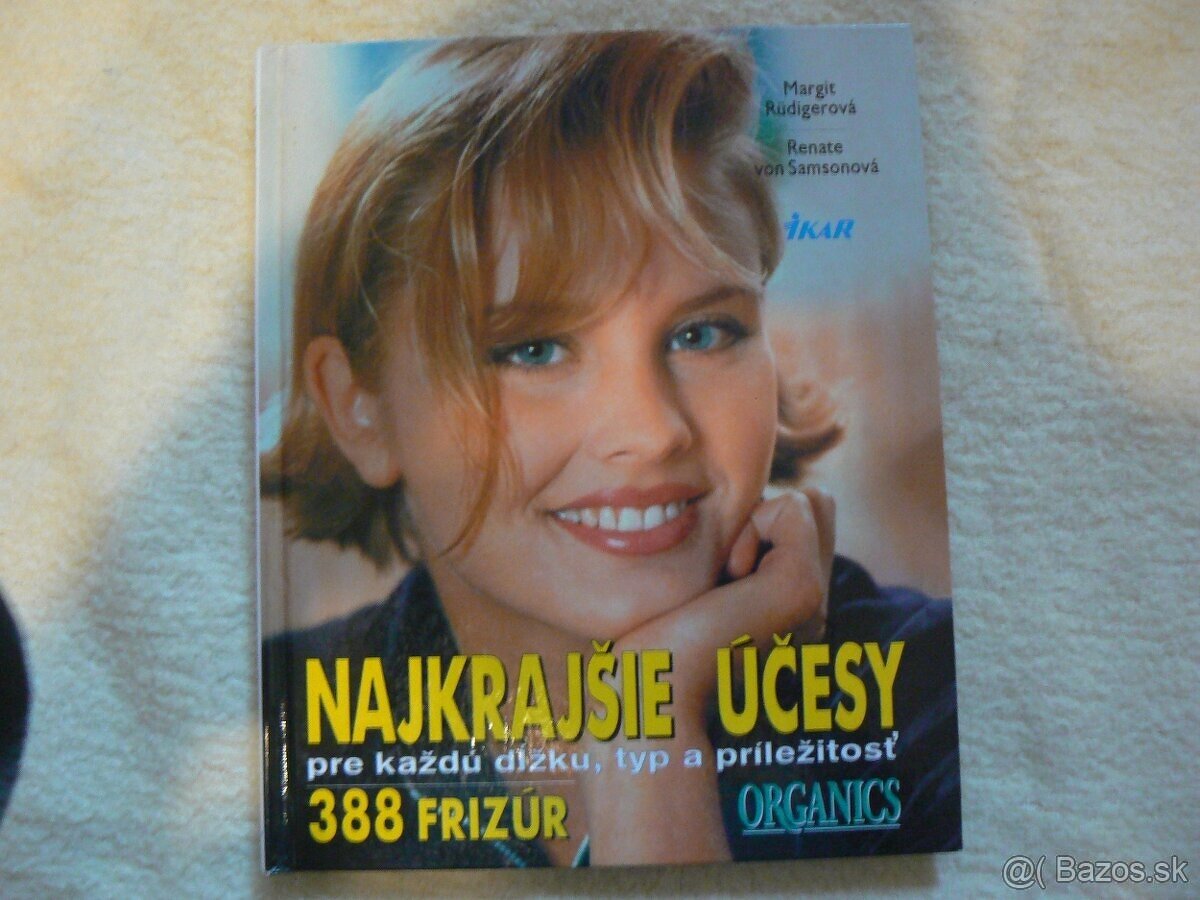 Margit
Rüdigerová
Renate
von Samsonová
iKAR
NAJKRAJŠIE ÚČESY
pre každú dĺžku, typ a príležitosť
388 FRIZÚR
ORGANICS
@( Bazos.sk